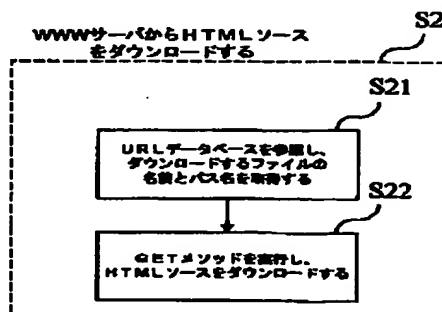 WWWサーバからHTMLソース
をダウンロードする
S2
S21
URLデータベースを参照し、
ダウンロードするファイルの
名前とパス名を取得する
S22
GETメソッドを実行し、
HTMLソースをダウンロードする